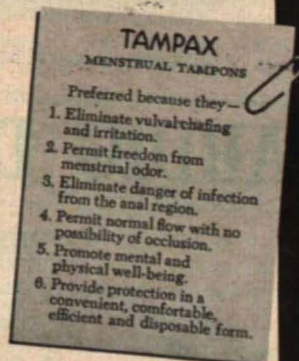 TAMPAX
MENSTRUAL TAMPONS
Preferred because they—
1. Eliminate vulval chafing
and irritation.
2. Permit freedom from
menstrual odor.
3. Eliminate danger of infection
from the anal region.
4. Permit normal flow with no
possibility of occlusion.
5. Promote mental and
physical well-being.
6. Provide protection in a
convenient, comfortable,
efficient and disposable form.